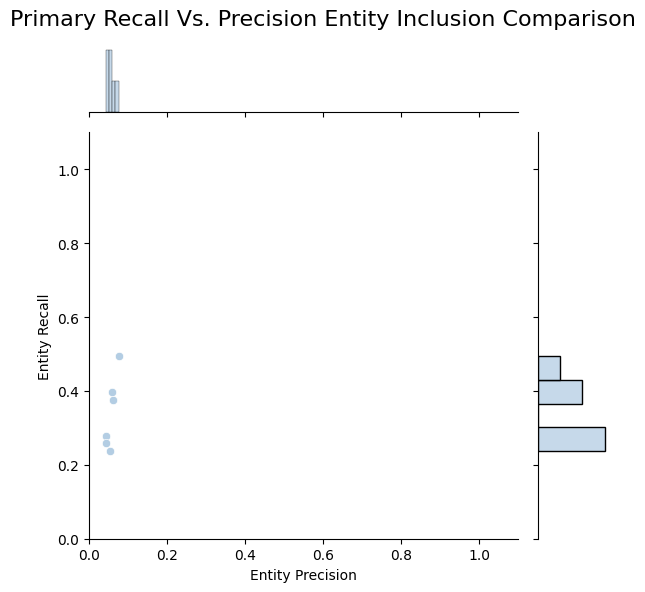 Primary Recall Vs. Precision Entity Inclusion Comparison
1.0
0.8
0.6
0.4
0.2
0.0
Entity Recall
0.0 0.2 0.4 0.6 0.8 1.0
Entity Precision